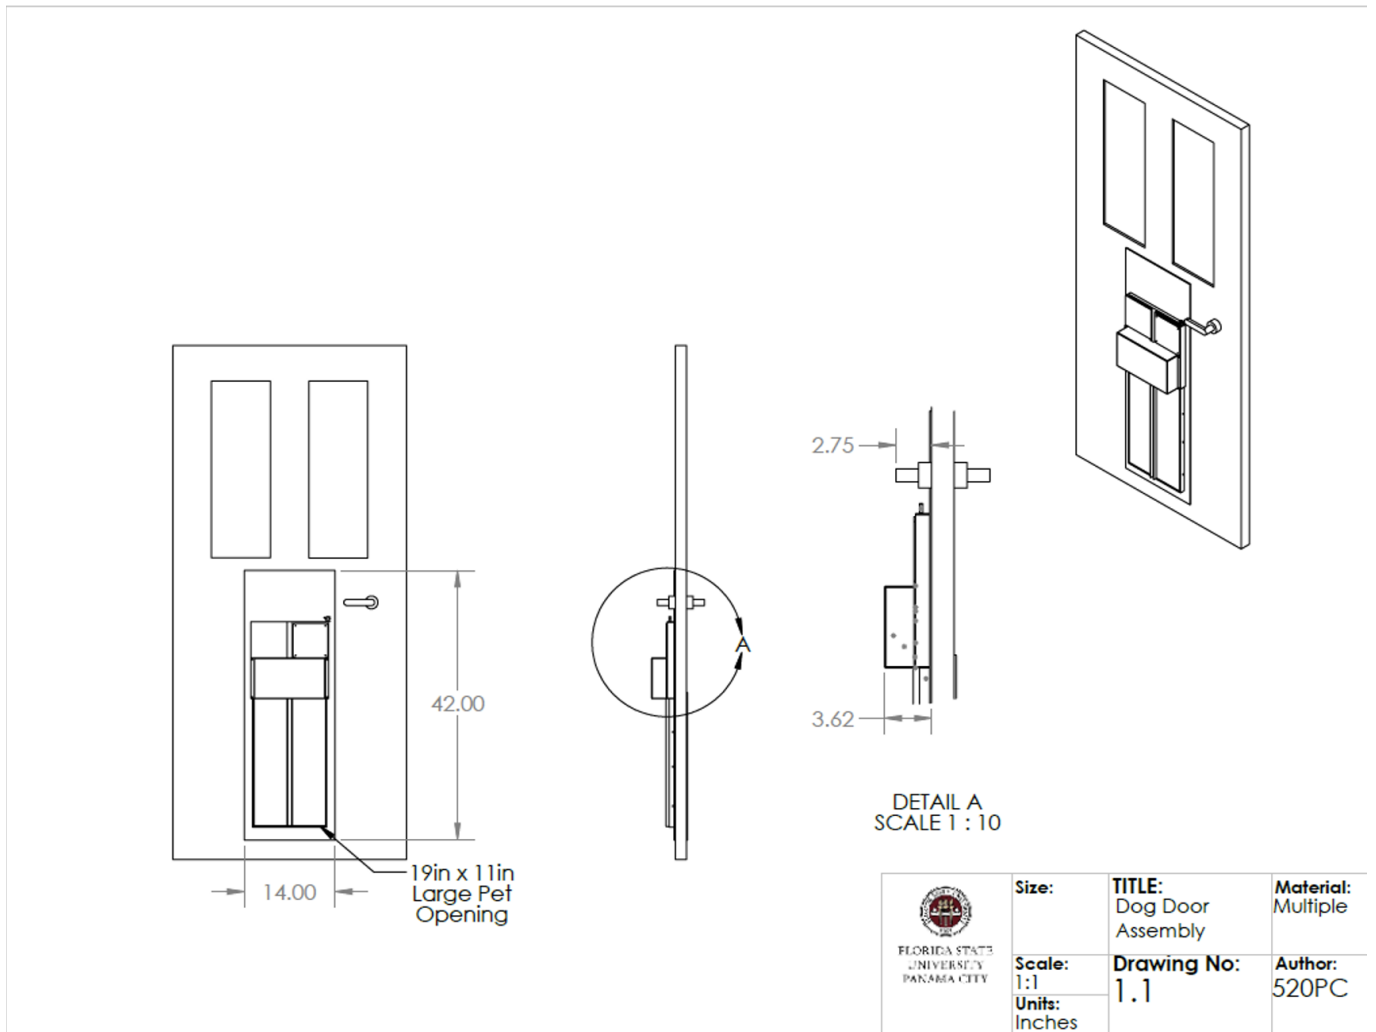 2.75
A
42.00
3.62
DETAIL A
SCALE 1 : 10
19in x 11in
Large Pet
Opening
14.00
FLORIDA STATE
UNIVERSITY
PANAMA CITY
Size:
TITLE:
Dog Door
Assembly
Material:
Multiple
Scale:
1:1
Units:
Inches
Drawing No:
1.1
Author:
520PC